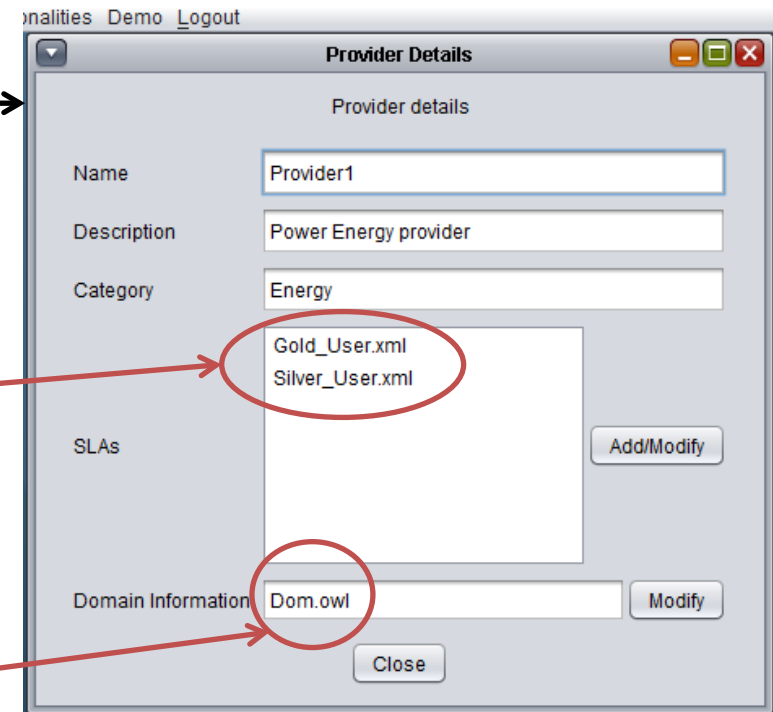 onalities Demo Logout
Provider Details
Provider details
Name Provider1
Description Power Energy provider
Category Energy
Gold_User.xml
Silver_User.xml
SLAs Add/Modify
Domain Information Dom.owl Modify
Close